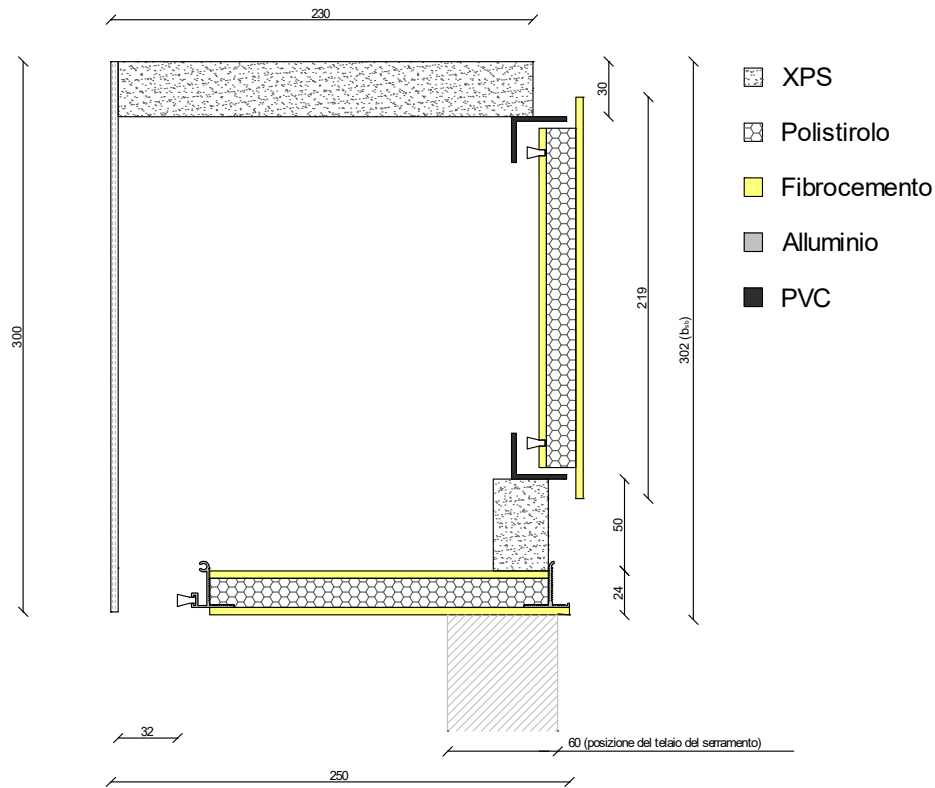 230
XPS
30
Polistirolo
Fibrocemento
Alluminio
PVC
219
300
302 (bsb)
50
24
32
60 (posizione del telaio del serramento)
250